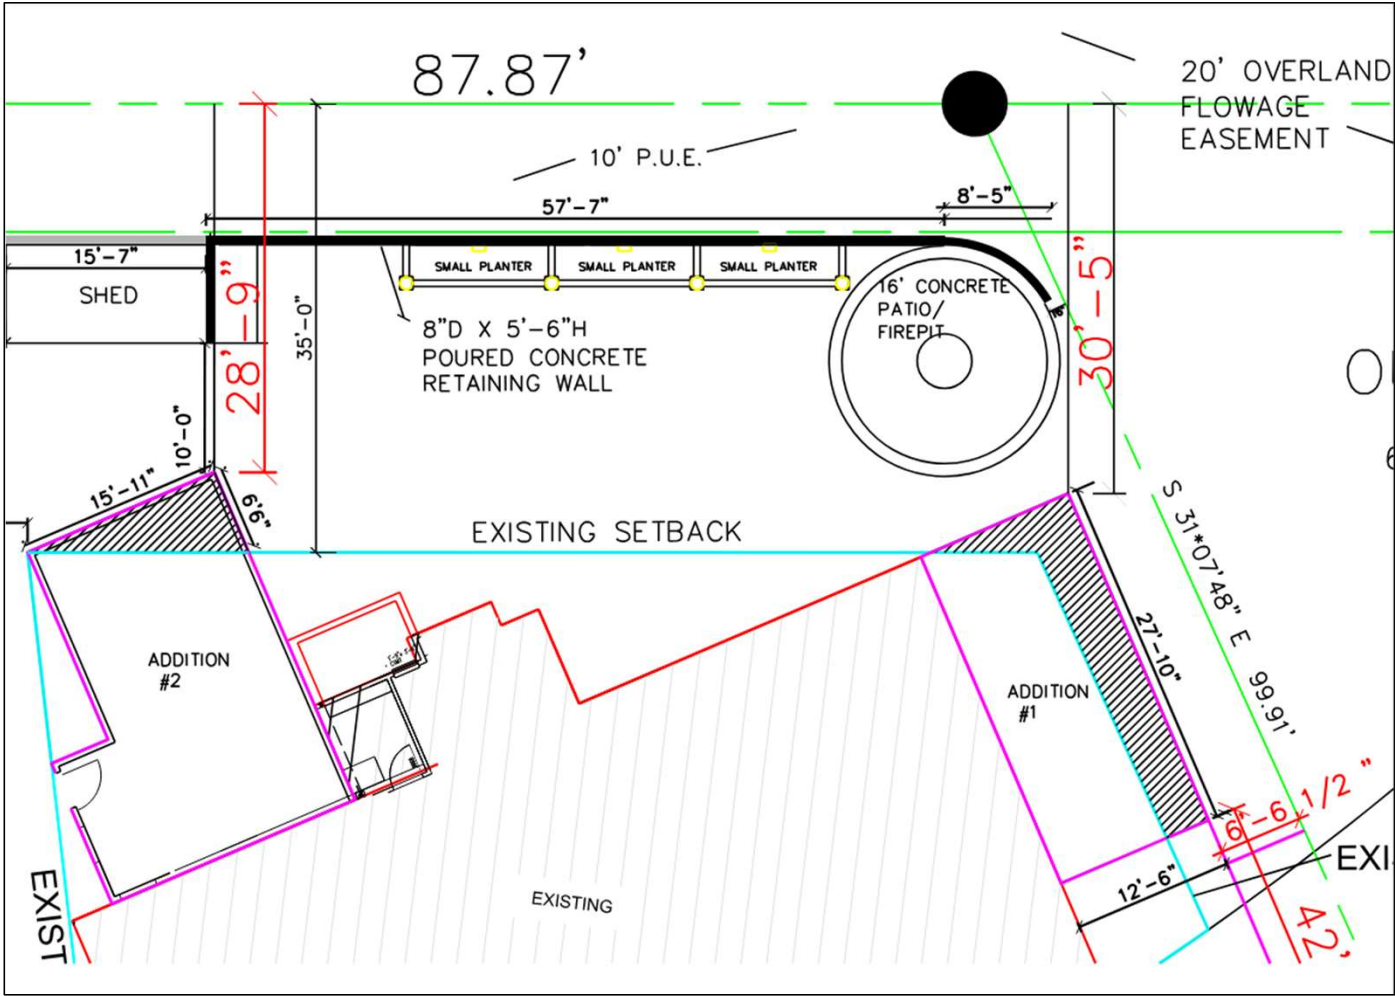 87.87'
20' OVERLAND
FLOWAGE
EASEMENT
10' P.U.E.
57'-7"
8'-5"
15'-7"
SHED
28'-9"
35'-0"
SMALL PLANTER
SMALL PLANTER
SMALL PLANTER
16' CONCRETE
PATIO/
FIREPIT
30'-5"
8"D X 5'-6"H
POURED CONCRETE
RETAINING WALL
10'-0"
15'-11"
6'6"
EXISTING SETBACK
S 31*07'48" E 99.91'
27'-10"
ADDITION
#2
ADDITION
#1
6'-6 1/2 "
12'-6"
EXI
EXISTING
EXIST
42'